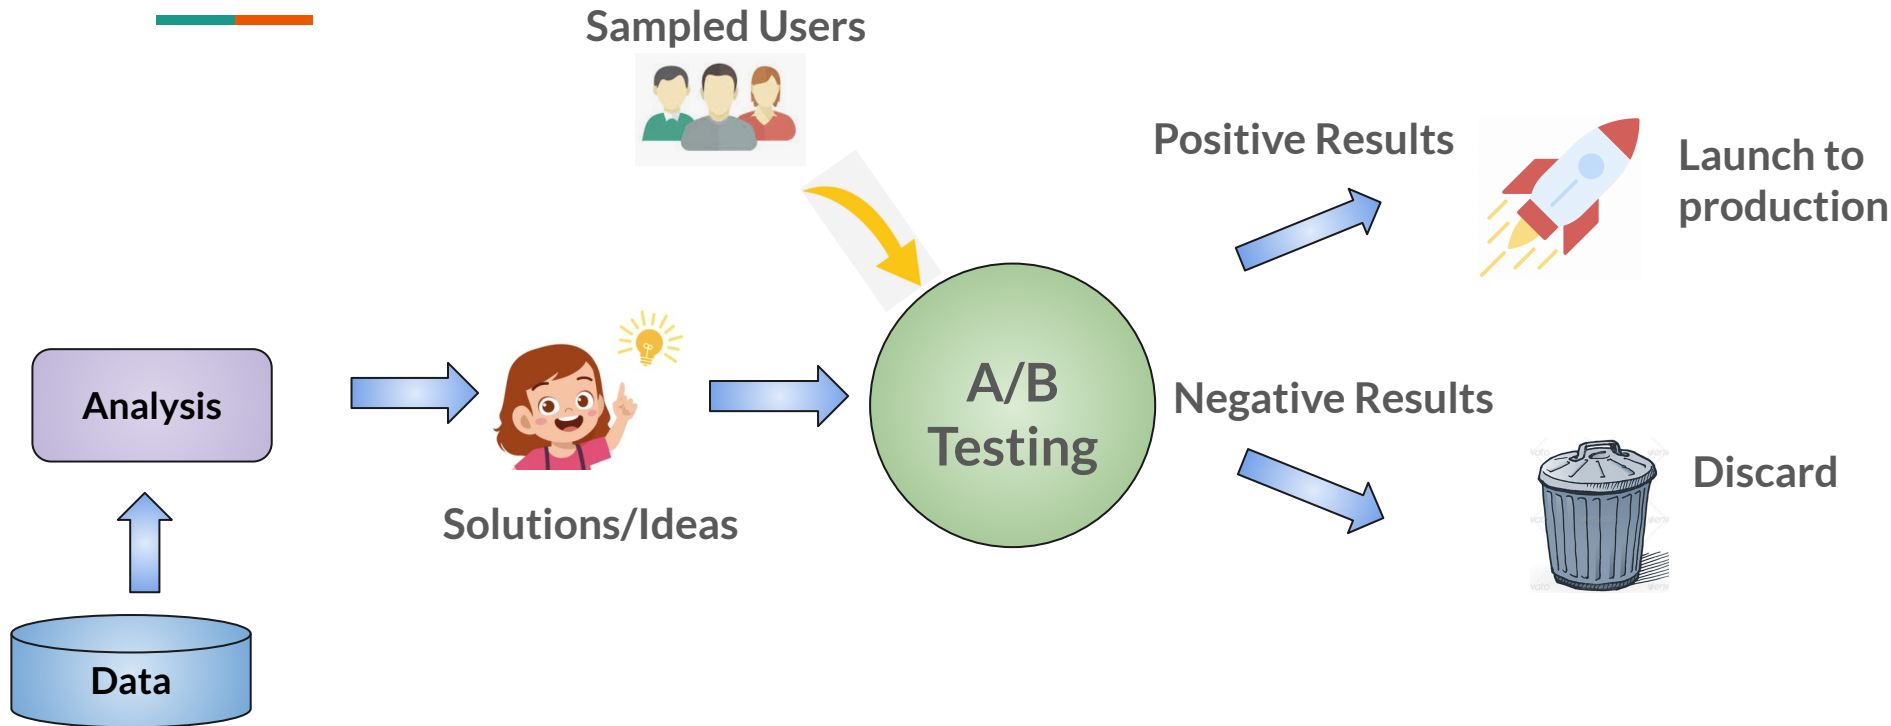 Sampled Users
Positive Results
Launch to
production
Analysis
A/B
Testing
Negative Results
Solutions/Ideas
Discard
Data